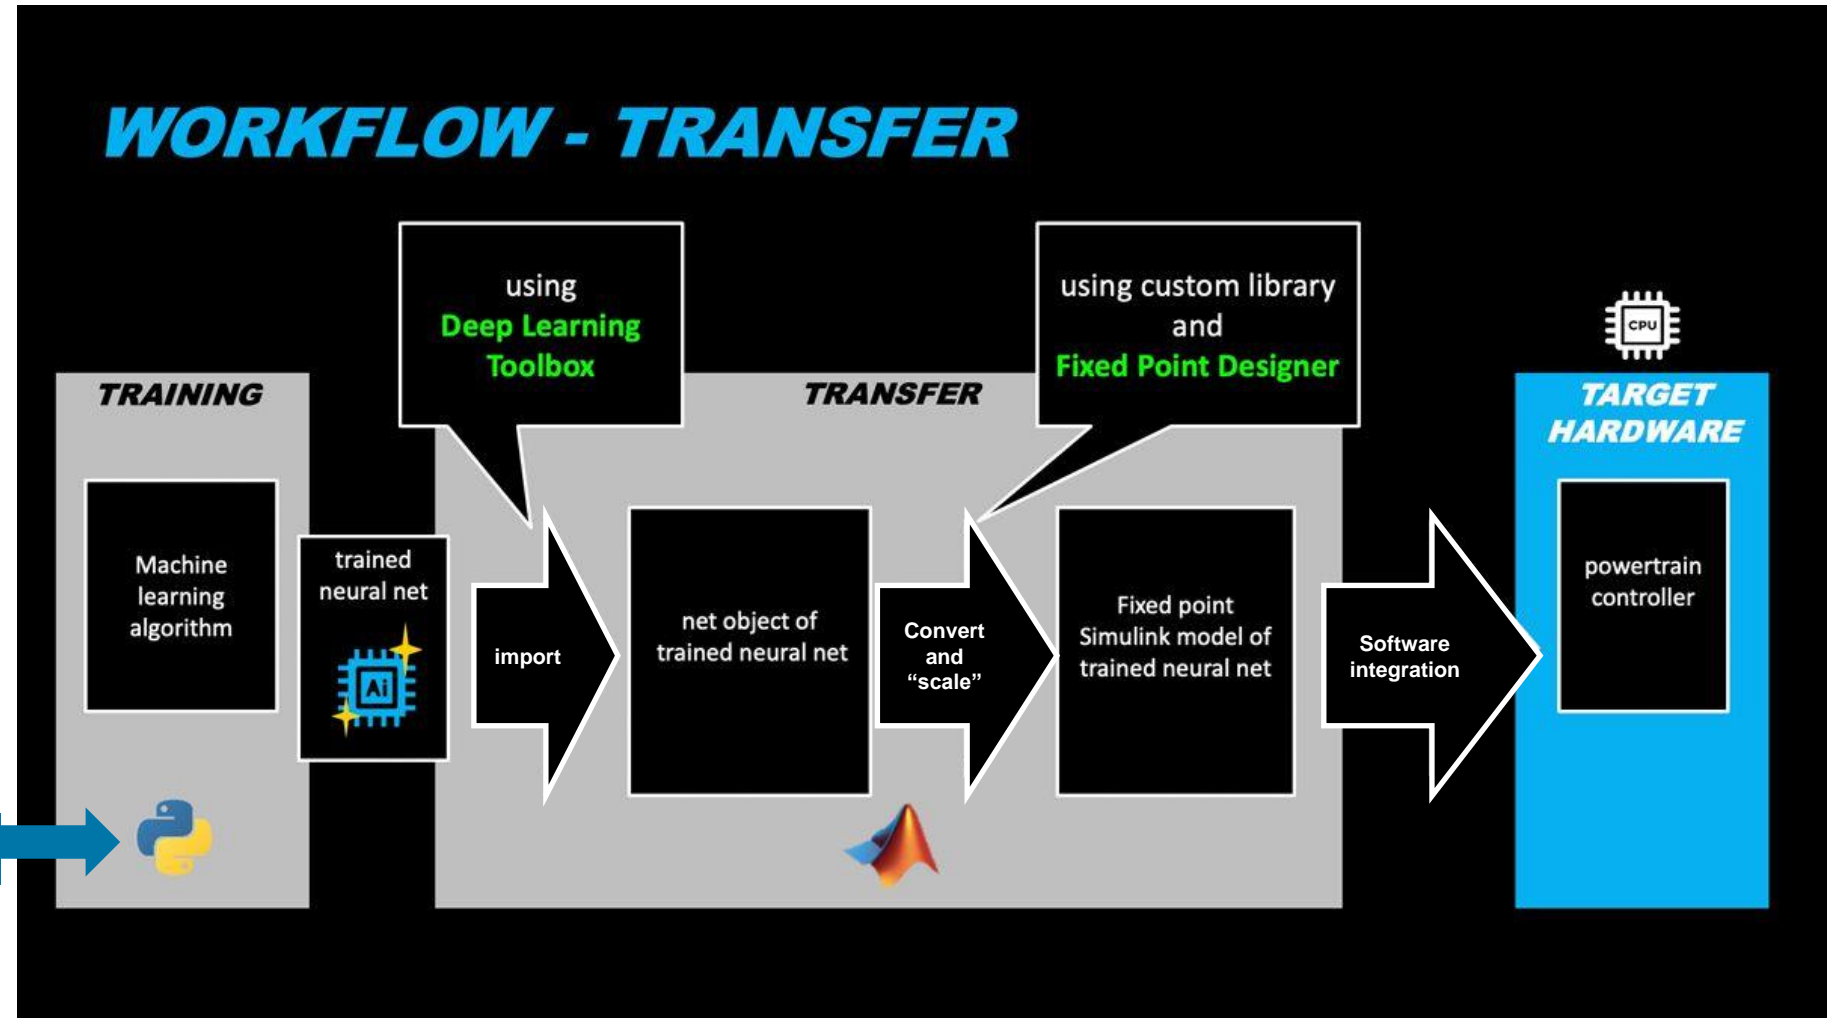 WORKFLOW - TRANSFER
using
Deep Learning
Toolbox
using custom library
and
Fixed Point Designer
CPU
TRAINING
TRANSFER
TARGET
HARDWARE
Machine
learning
algorithm
trained
neural net
Ai
import
net object of
trained neural net
Convert
and
“scale”
Fixed point
Simulink model of
trained neural net
Software
integration
powertrain
controller